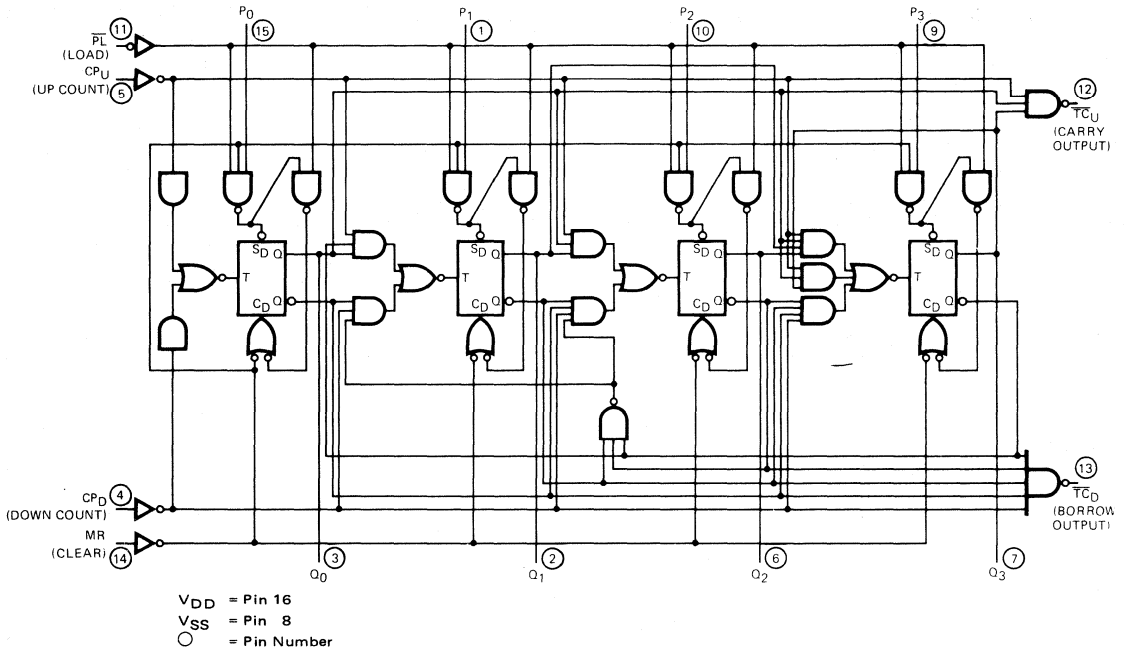 P0
P1
P2
P3
11
15
1
10
9
PL
(LOAD)
CPU
(UP COUNT)
5
12
TCU
(CARRY
OUTPUT)
SD Q
T
CD Q
SD Q
T
CD Q
SD Q
T
CD Q
SD Q
T
CD Q
4
CPD
(DOWN COUNT)
13
TCD
(BORROW
OUTPUT)
MR
(CLEAR)
14
3
Q0
2
Q1
6
Q2
7
Q3
VDD = Pin 16
VSS = Pin 8
= Pin Number